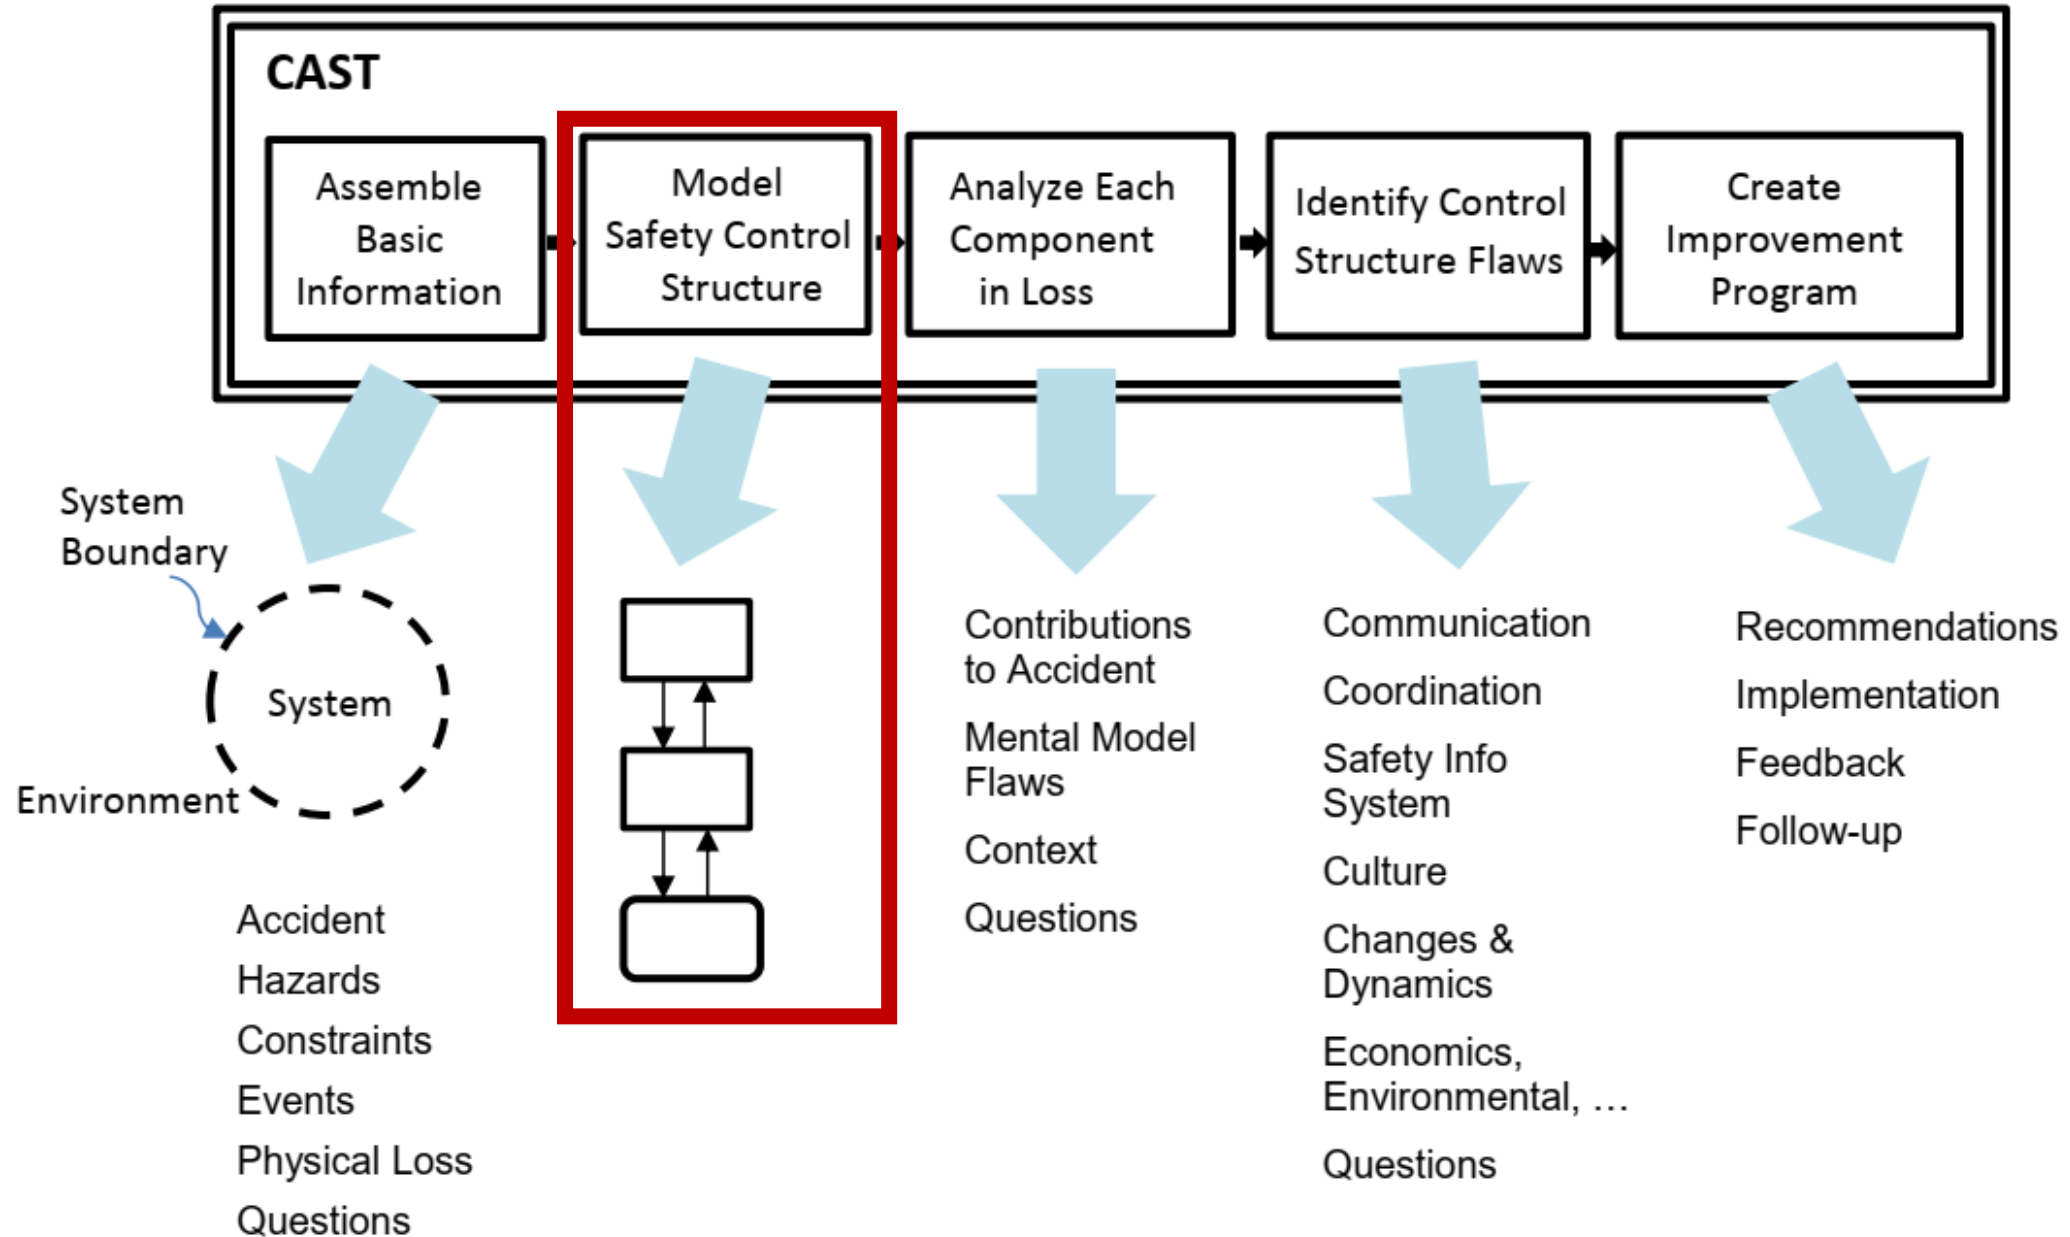 CAST
Assemble
Basic
Information
Model
Safety Control
Structure
Analyze Each
Component
in Loss
Identify Control
Structure Flaws
Create
Improvement
Program
System
Boundary
System
Environment
Accident
Hazards
Constraints
Events
Physical Loss
Questions
Contributions
to Accident
Mental Model
Flaws
Context
Questions
Communication
Coordination
Safety Info
System
Culture
Changes &
Dynamics
Economics,
Environmental, …
Questions
Recommendations
Implementation
Feedback
Follow-up